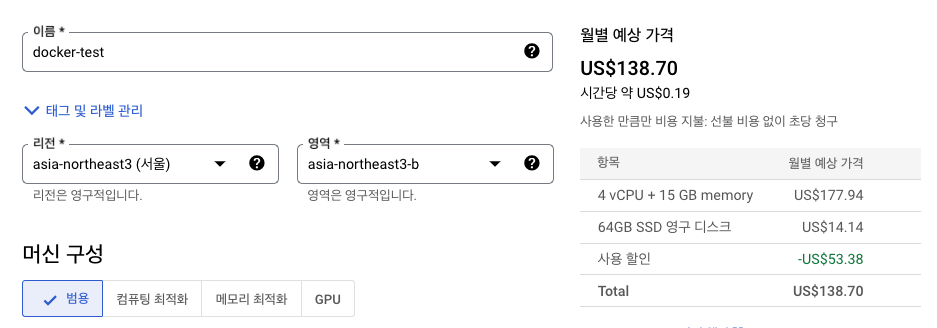 이름 *
docker-test
태그 및 라벨 관리
리전 *
asia-northeast3 (서울)
리전은 영구적입니다.
영역 *
asia-northeast3-b
영역은 영구적입니다.
머신 구성
범용
컴퓨팅 최적화
메모리 최적화
GPU
월별 예상 가격
US$138.70
시간당 약 US$0.19
사용한 만큼만 비용 지불: 선불 비용 없이 초당 청구
항목 월별 예상 가격
4 vCPU + 15 GB memory US$177.94
64GB SSD 영구 디스크 US$14.14
사용 할인 -US$53.38
Total US$138.70